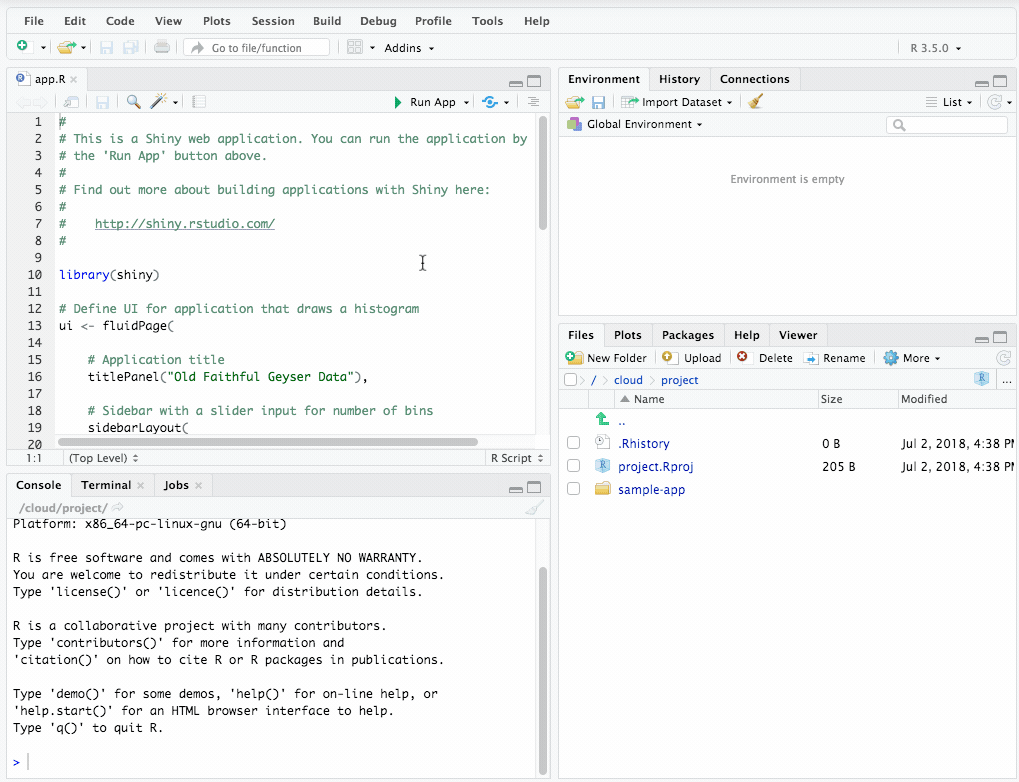 File Edit Code View Plots Session Build Debug Profile Tools Help
Go to file/function Addins R 3.5.0
app.R
Run App
1 #
2 # This is a Shiny web application. You can run the application by
3 # the 'Run App' button above.
4 #
5 # Find out more about building applications with Shiny here:
6 #
7 #    http://shiny.rstudio.com/
8 #
9
10 library(shiny)
11
12 # Define UI for application that draws a histogram
13 ui <- fluidPage(
14
15     # Application title
16     titlePanel("Old Faithful Geyser Data"),
17
18     # Sidebar with a slider input for number of bins
19     sidebarLayout(
20
1:1 (Top Level) R Script
Console Terminal Jobs
/cloud/project/
Platform: x86_64-pc-linux-gnu (64-bit)
R is free software and comes with ABSOLUTELY NO WARRANTY.
You are welcome to redistribute it under certain conditions.
Type 'license()' or 'licence()' for distribution details.
R is a collaborative project with many contributors.
Type 'contributors()' for more information and
'citation()' on how to cite R or R packages in publications.
Type 'demo()' for some demos, 'help()' for on-line help, or
'help.start()' for an HTML browser interface to help.
Type 'q()' to quit R.
>
Environment History Connections
Import Dataset List
Global Environment
Environment is empty
Files Plots Packages Help Viewer
New Folder Upload Delete Rename More
/ cloud project R ...
Name Size Modified
..
.Rhistory 0 B Jul 2, 2018, 4:38 PM
project.Rproj 205 B Jul 2, 2018, 4:38 PM
sample-app